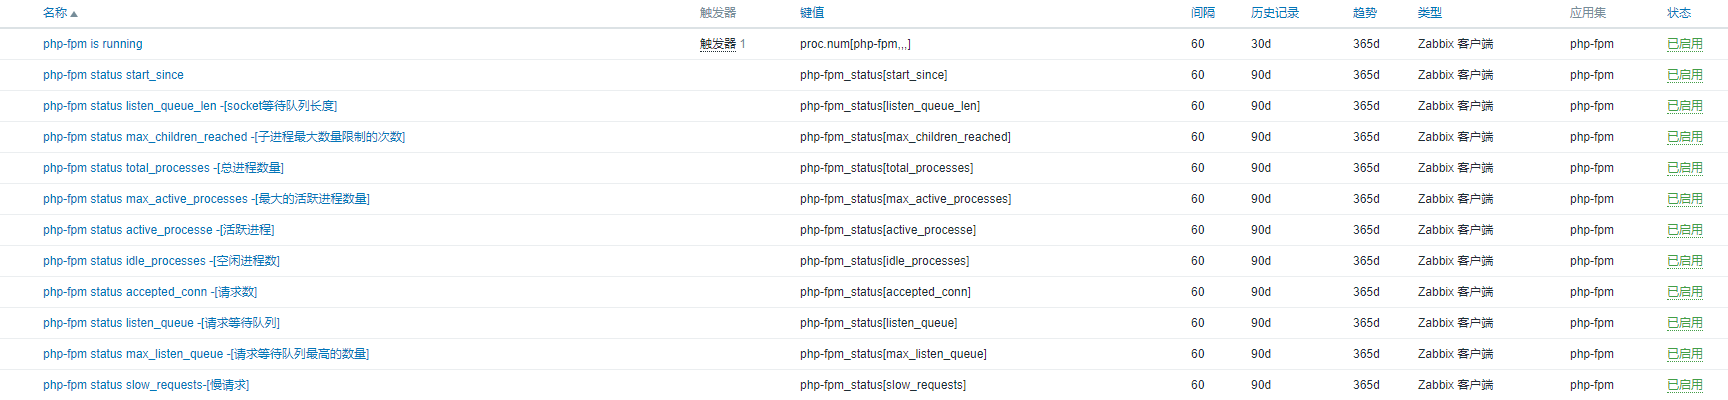 名称 触发器 键值 间隔 历史记录 趋势 类型 应用集 状态
php-fpm is running 触发器 1 proc.num[php-fpm,,,] 60 30d 365d Zabbix 客户端 php-fpm 已启用
php-fpm status start_since php-fpm_status[start_since] 60 90d 365d Zabbix 客户端 php-fpm 已启用
php-fpm status listen_queue_len -[socket等待队列长度] php-fpm_status[listen_queue_len] 60 90d 365d Zabbix 客户端 php-fpm 已启用
php-fpm status max_children_reached -[子进程最大数量限制的次数] php-fpm_status[max_children_reached] 60 90d 365d Zabbix 客户端 php-fpm 已启用
php-fpm status total_processes -[总进程数量] php-fpm_status[total_processes] 60 90d 365d Zabbix 客户端 php-fpm 已启用
php-fpm status max_active_processes -[最大的活跃进程数量] php-fpm_status[max_active_processes] 60 90d 365d Zabbix 客户端 php-fpm 已启用
php-fpm status active_processe -[活跃进程] php-fpm_status[active_processe] 60 90d 365d Zabbix 客户端 php-fpm 已启用
php-fpm status idle_processes -[空闲进程数] php-fpm_status[idle_processes] 60 90d 365d Zabbix 客户端 php-fpm 已启用
php-fpm status accepted_conn -[请求数] php-fpm_status[accepted_conn] 60 90d 365d Zabbix 客户端 php-fpm 已启用
php-fpm status listen_queue -[请求等待队列] php-fpm_status[listen_queue] 60 90d 365d Zabbix 客户端 php-fpm 已启用
php-fpm status max_listen_queue -[请求等待队列最高的数量] php-fpm_status[max_listen_queue] 60 90d 365d Zabbix 客户端 php-fpm 已启用
php-fpm status slow_requests-[慢请求] php-fpm_status[slow_requests] 60 90d 365d Zabbix 客户端 php-fpm 已启用